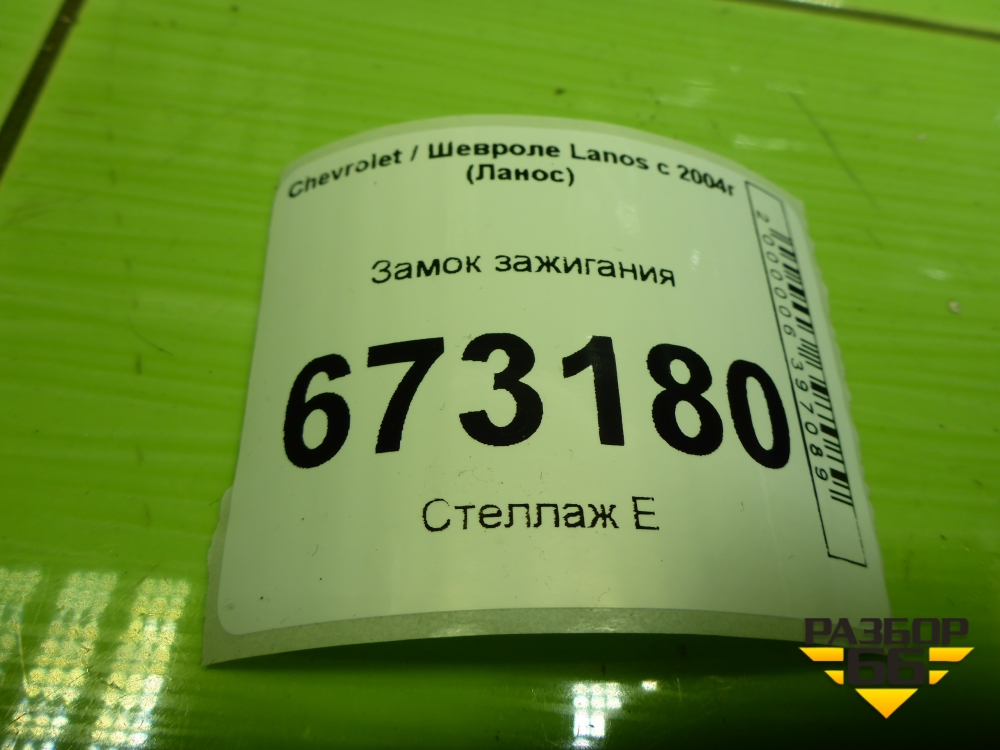 Chevrolet / Шевроле Lanos с 2004г
(Ланос)
Замок зажигания
673180
Стеллаж Е
2000006397089
РАЗБОР
66